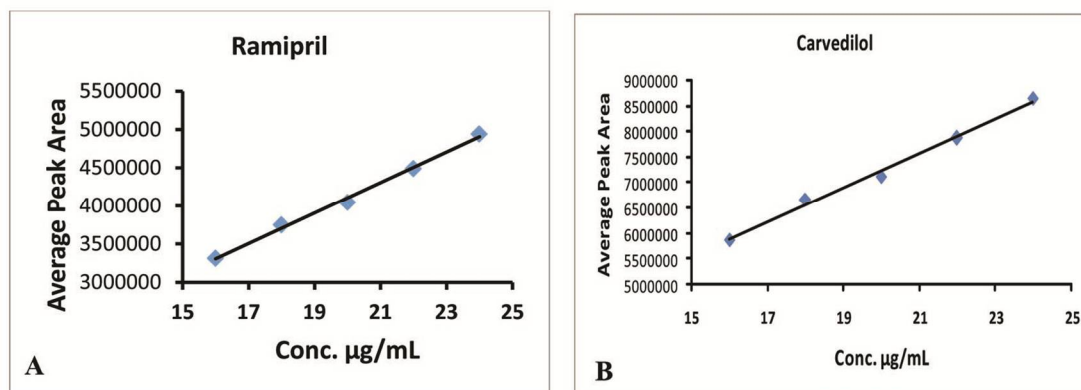 Ramipril
Average Peak Area
5500000
5000000
4500000
4000000
3500000
3000000
15 17 19 21 23 25
Conc. µg/mL
A
Carvedilol
Average Peak Area
9000000
8500000
8000000
7500000
7000000
6500000
6000000
5500000
5000000
15 17 19 21 23 25
Conc. µg/mL
B